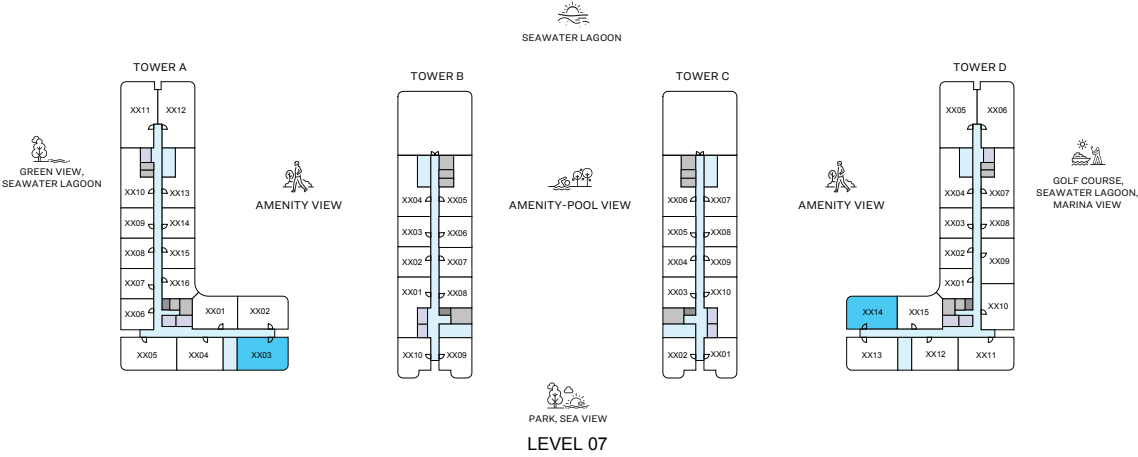 SEAWATER LAGOON
TOWER A
TOWER B
TOWER C
TOWER D
GREEN VIEW,
SEAWATER LAGOON
AMENITY VIEW
AMENITY-POOL VIEW
AMENITY VIEW
GOLF COURSE,
SEAWATER LAGOON,
MARINA VIEW
XX11 XX12
XX10 XX13
XX09 XX14
XX08 XX15
XX07 XX16
XX06 XX01 XX02
XX05 XX04 XX03
XX04 XX05
XX03 XX06
XX02 XX07
XX01 XX08
XX10 XX09
XX06 XX07
XX05 XX08
XX04 XX09
XX03 XX10
XX02 XX01
XX05 XX06
XX04 XX07
XX03 XX08
XX02 XX09
XX01
XX14 XX15 XX10
XX13 XX12 XX11
PARK, SEA VIEW
LEVEL 07